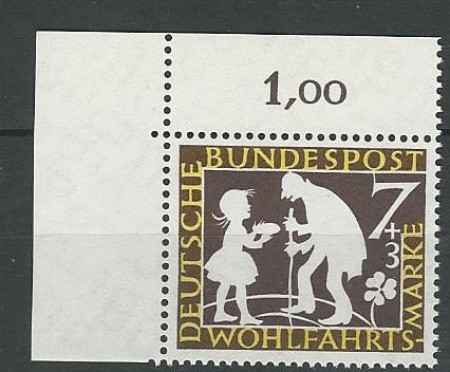 1,00
DEUTSCHE
BUNDESPOST
7+3
WOHLFAHRTS-
MARKE